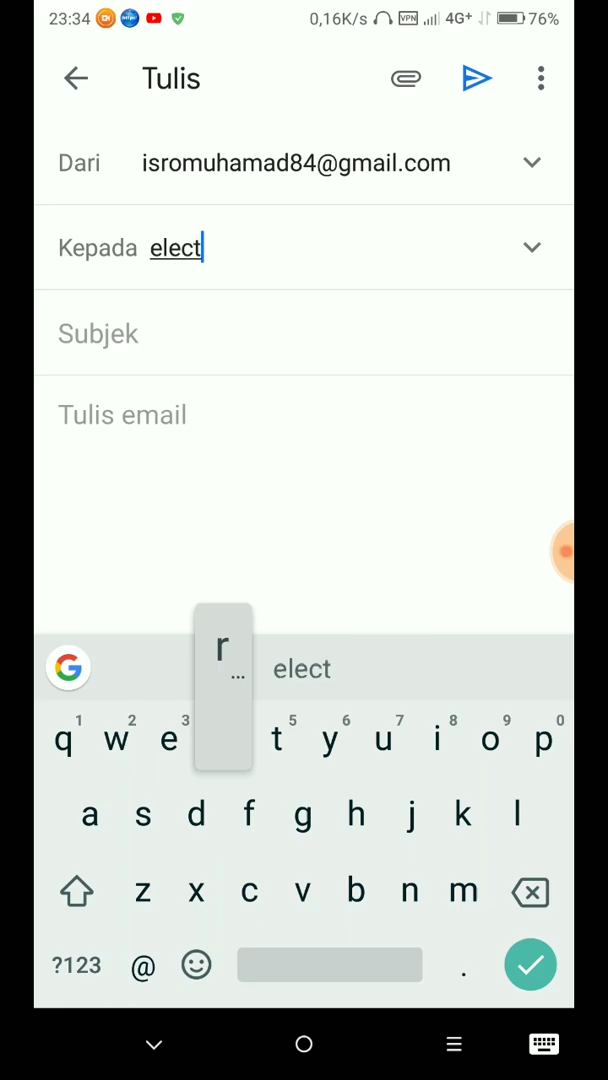 23:34 0,16K/s VPN 4G+ 76%
Tulis
Dari isromuhamad84@gmail.com
Kepada elect
Subjek
Tulis email
r
... elect
1 2 3 5 6 7 8 9 0
q w e t y u i o p
a s d f g h j k l
z x c v b n m
?123 @ .